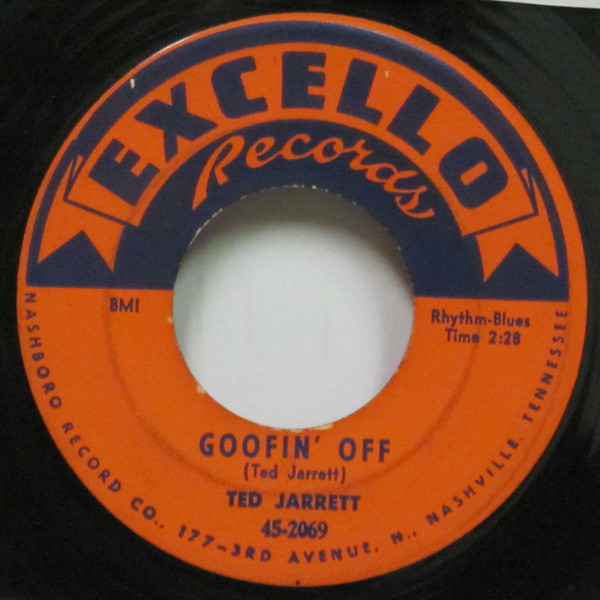 EXCELLO
Records
BMI
Rhythm-Blues
Time 2:28
GOOFIN' OFF
(Ted Jarrett)
TED JARRETT
45-2069
NASHBORO RECORD CO., 177-3RD AVENUE, N., NASHVILLE, TENNESSEE